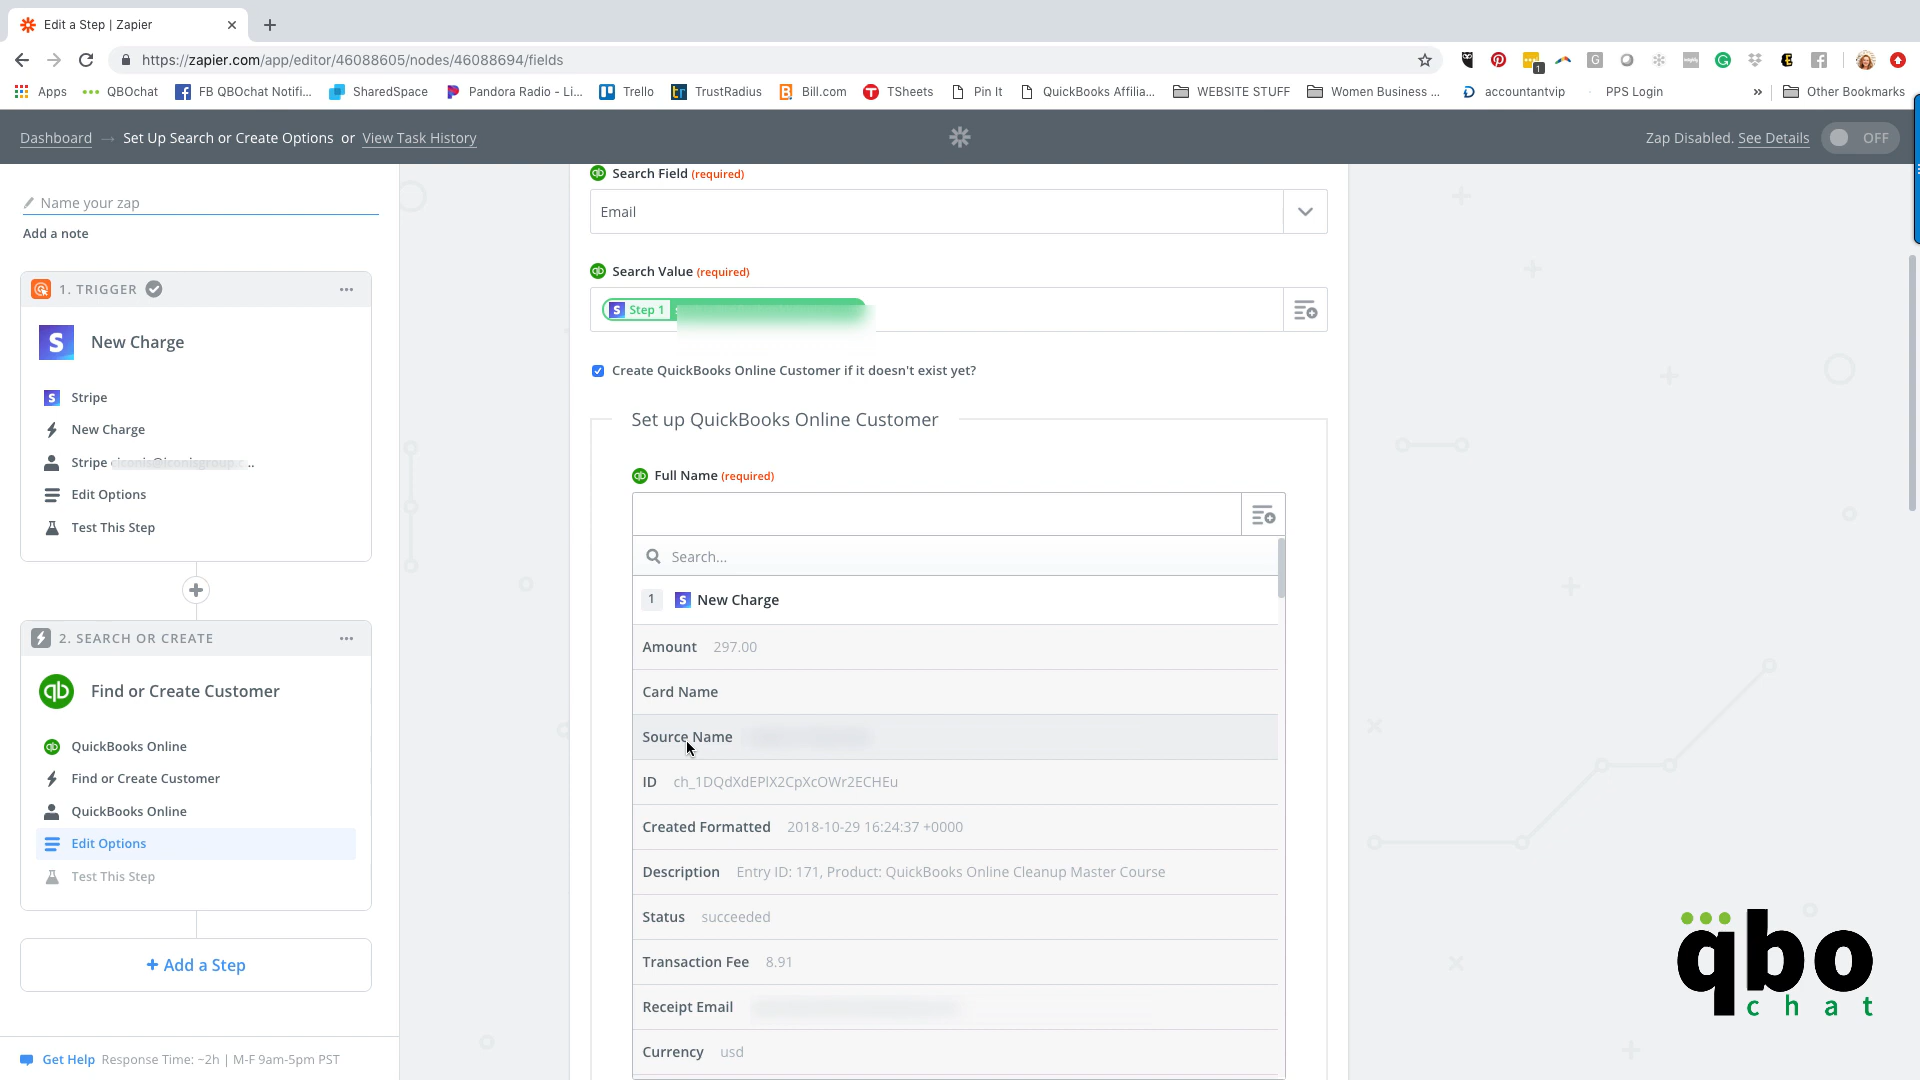 Edit a Step | Zapier
https://zapier.com/app/editor/46088605/nodes/46088694/fields
Apps
QBOchat
FB QBOchat Notifi...
SharedSpace
Pandora Radio - Li...
Trello
TrustRadius
Bill.com
TSheets
Pin It
QuickBooks Affilia...
WEBSITE STUFF
Women Business ...
accountantvip
PPS Login
»
Other Bookmarks
Dashboard → Set Up Search or Create Options or View Task History
Zap Disabled. See Details
OFF
Name your zap
Add a note
1. TRIGGER
New Charge
Stripe
New Charge
Stripe
Edit Options
Test This Step
2. SEARCH OR CREATE
qb
Find or Create Customer
QuickBooks Online
Find or Create Customer
QuickBooks Online
Edit Options
Test This Step
+ Add a Step
Get Help Response Time: ~2h | M-F 9am-5pm PST
Search Field (required)
Email
Search Value (required)
S Step 1
Create QuickBooks Online Customer if it doesn't exist yet?
Set up QuickBooks Online Customer
Full Name (required)
Search...
1 S New Charge
Amount 297.00
Card Name
Source Name
ID ch_1DQdXdEPlX2CpXcOWr2ECHEu
Created Formatted 2018-10-29 16:24:37 +0000
Description Entry ID: 171, Product: QuickBooks Online Cleanup Master Course
Status succeeded
Transaction Fee 8.91
Receipt Email
Currency usd
qbo
chat